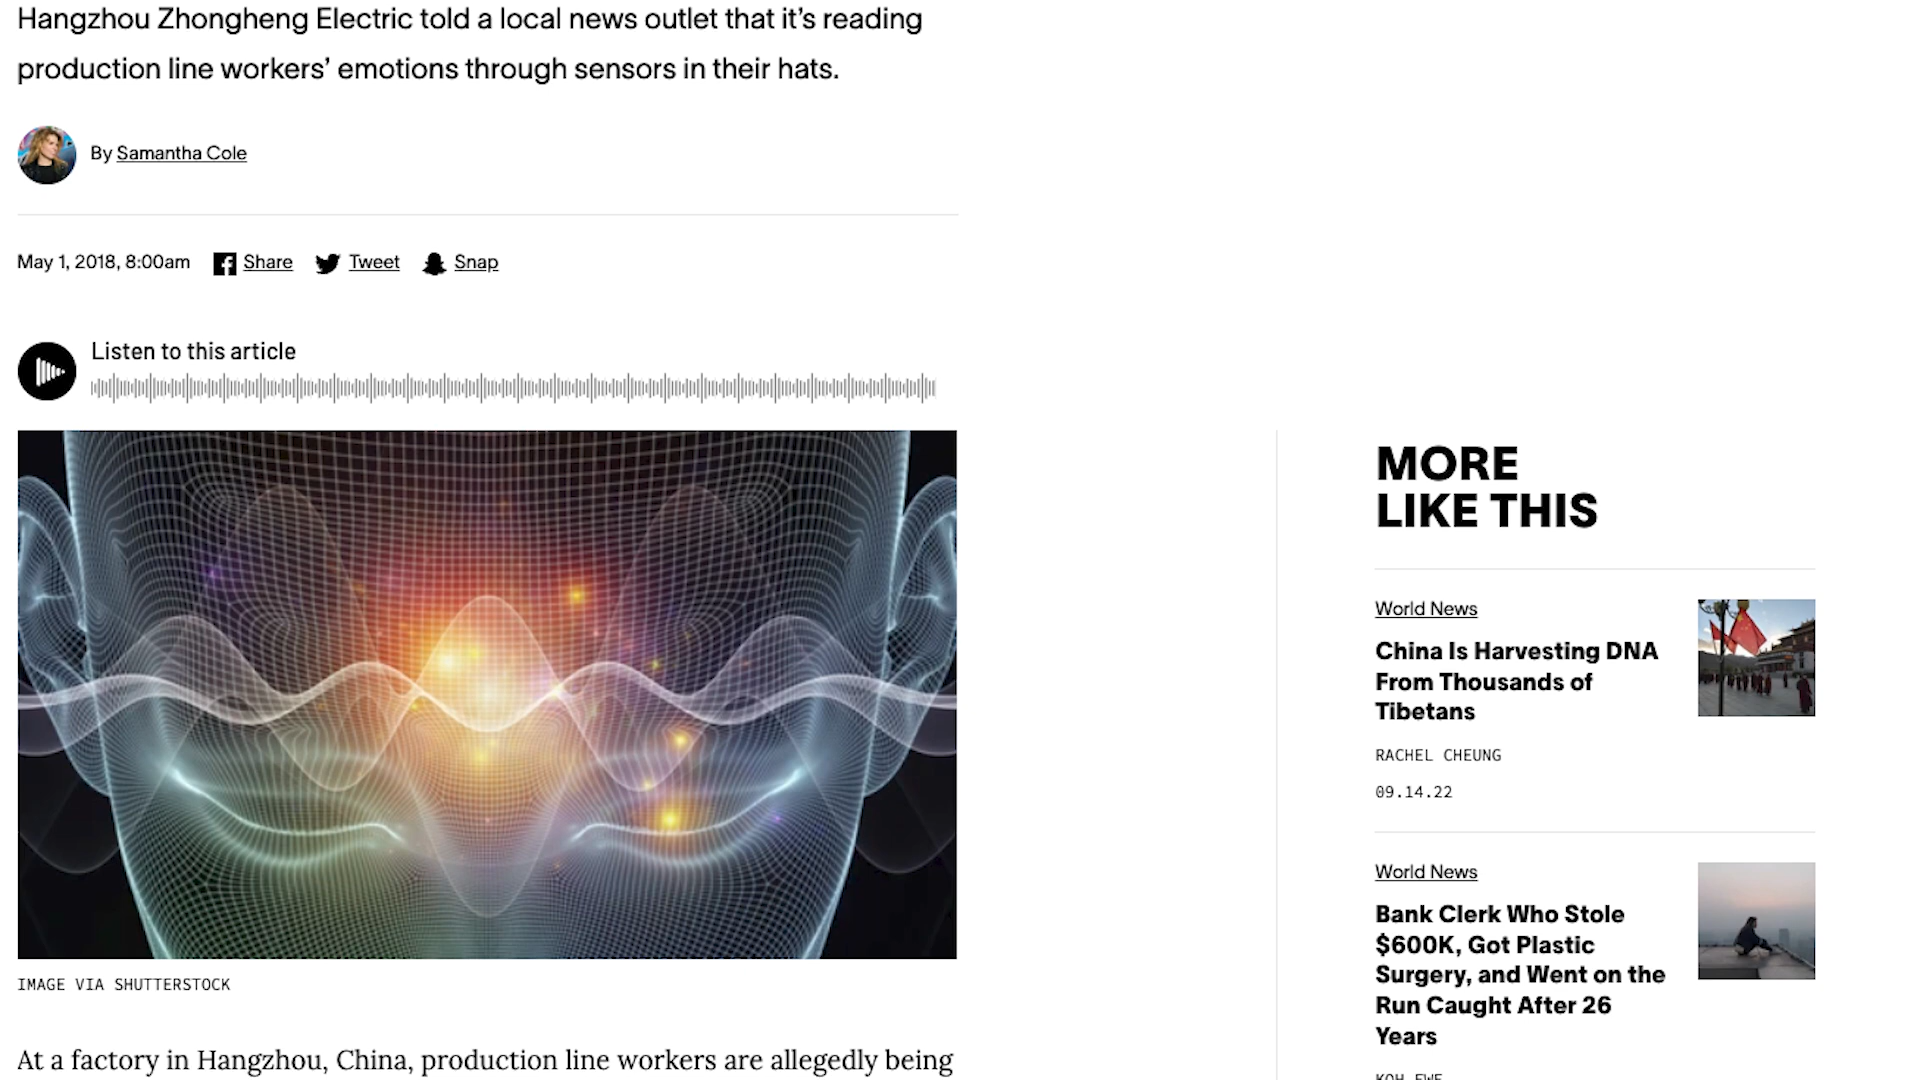 Hangzhou Zhongheng Electric told a local news outlet that it’s reading
production line workers’ emotions through sensors in their hats.
By Samantha Cole
May 1, 2018, 8:00am Share Tweet Snap
Listen to this article
IMAGE VIA SHUTTERSTOCK
At a factory in Hangzhou, China, production line workers are allegedly being
MORE
LIKE THIS
World News
China Is Harvesting DNA
From Thousands of
Tibetans
RACHEL CHEUNG
09.14.22
World News
Bank Clerk Who Stole
$600K, Got Plastic
Surgery, and Went on the
Run Caught After 26
Years
KOH EWE